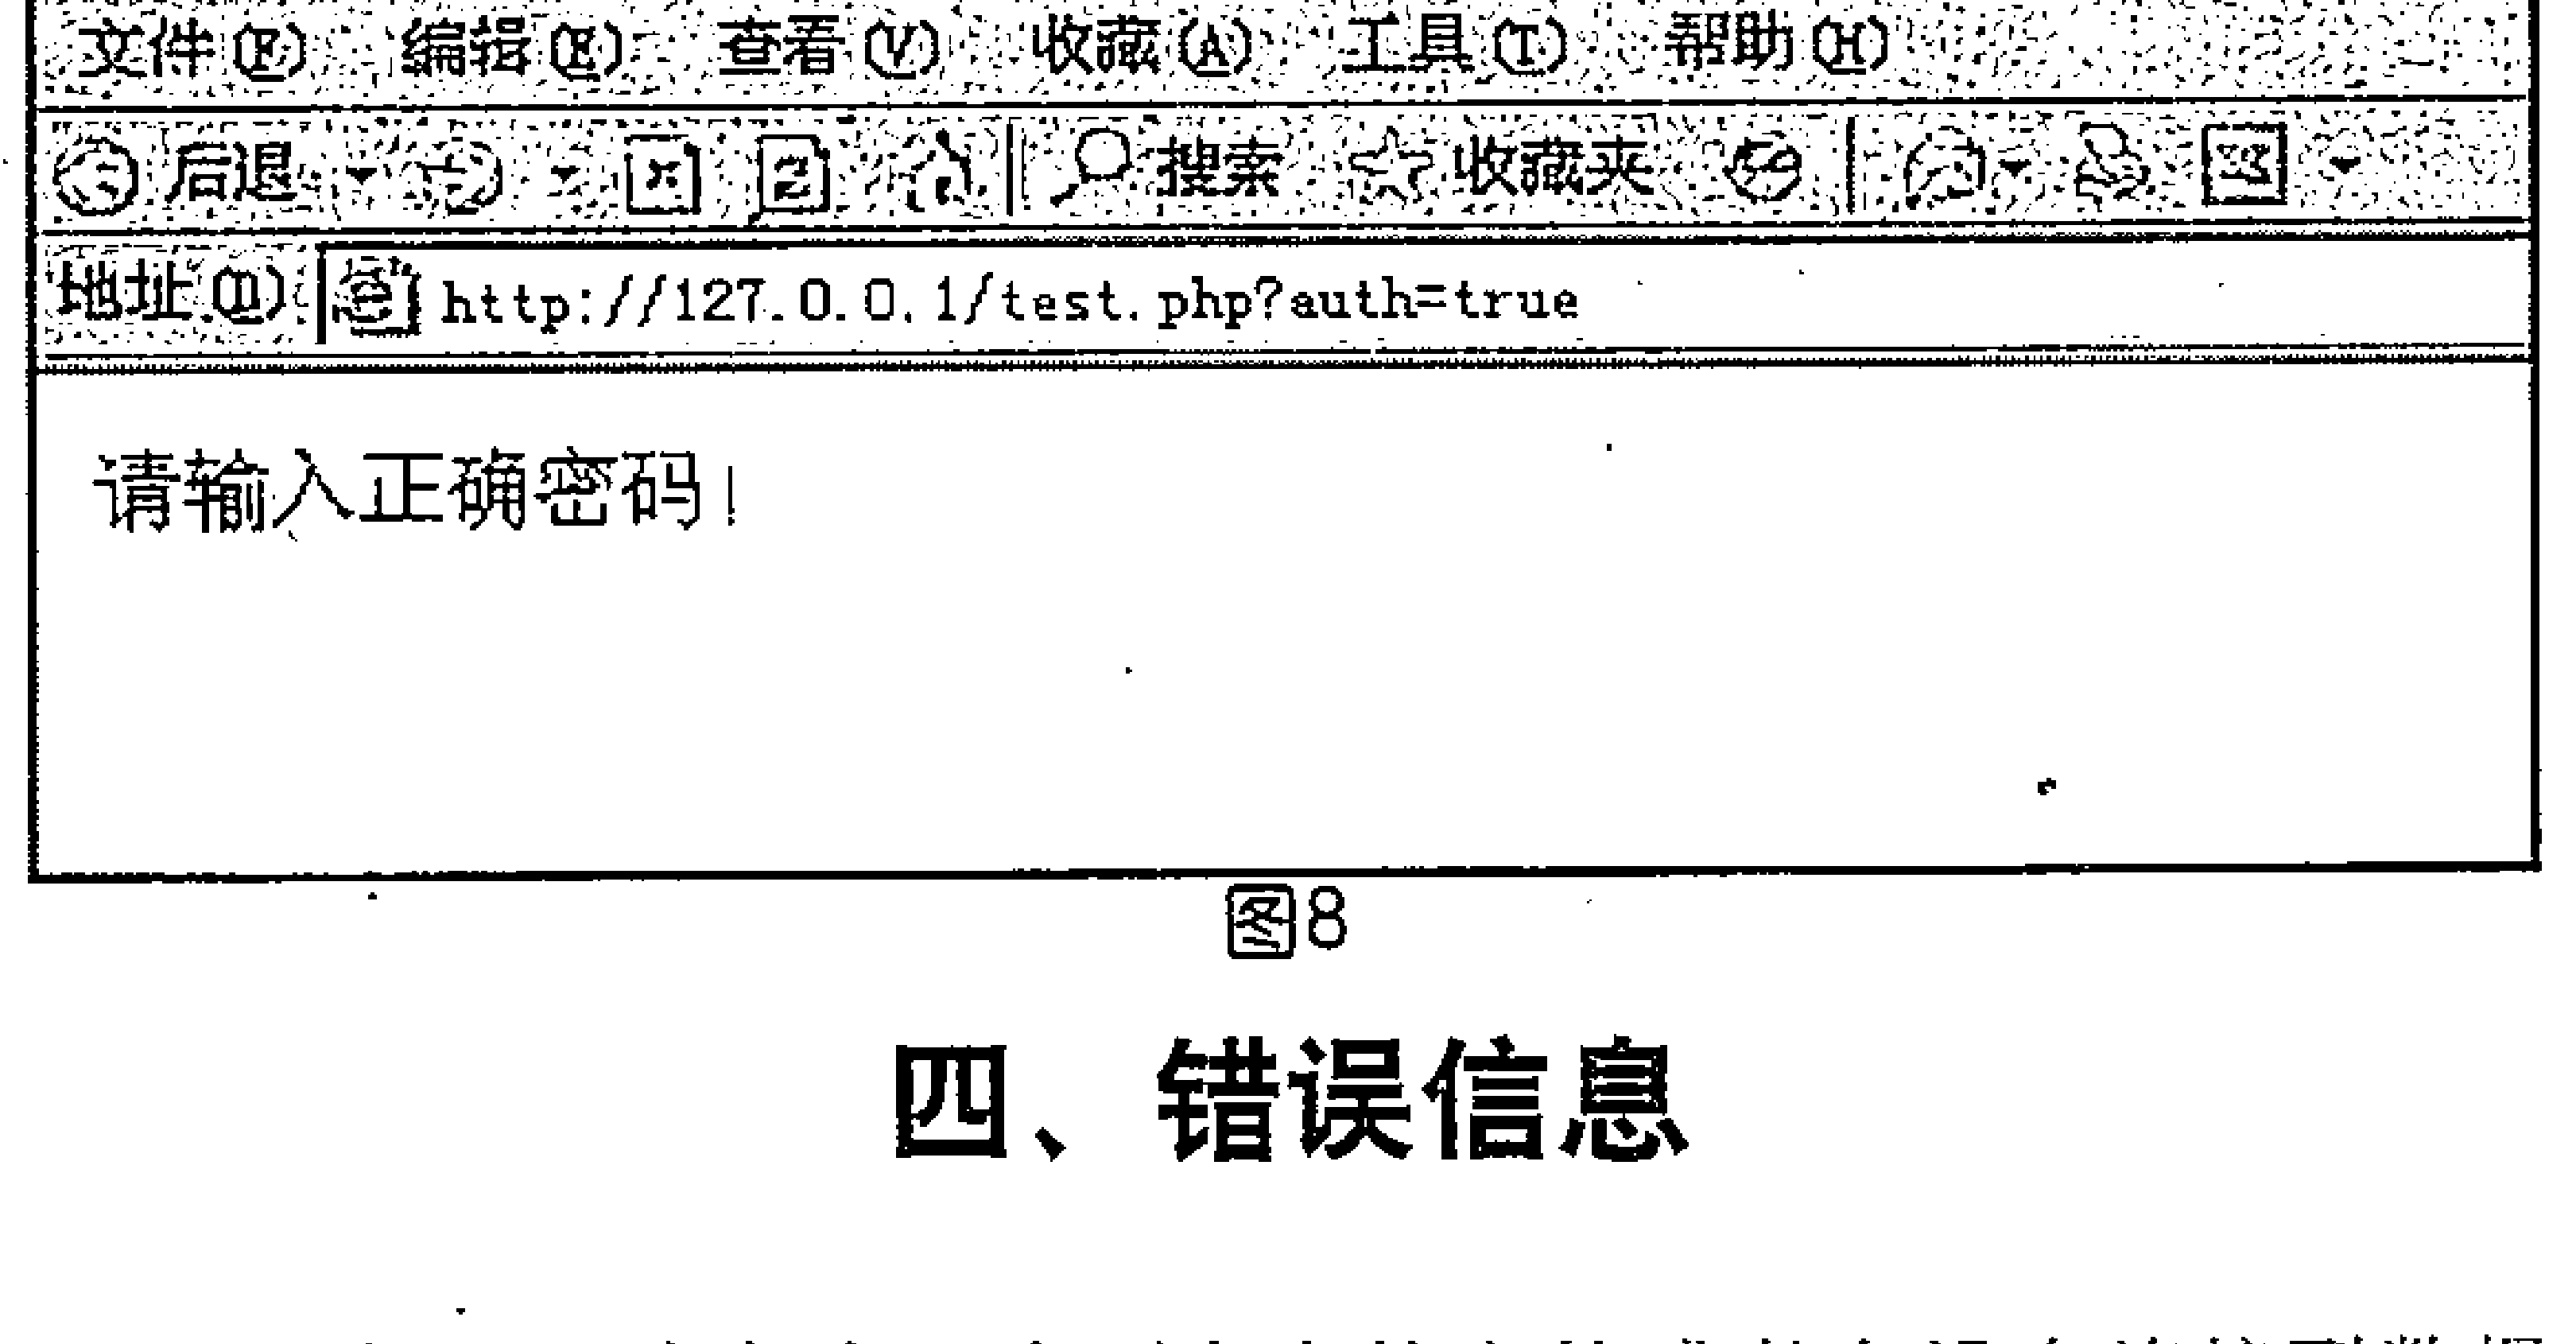 文件(F) 编辑(E) 查看(V) 收藏(A) 工具(T) 帮助(H)
后退 搜索 收藏夹
地址(D) http://127.0.0.1/test.php?auth=true
请输入正确密码!
图8
四、错误信息